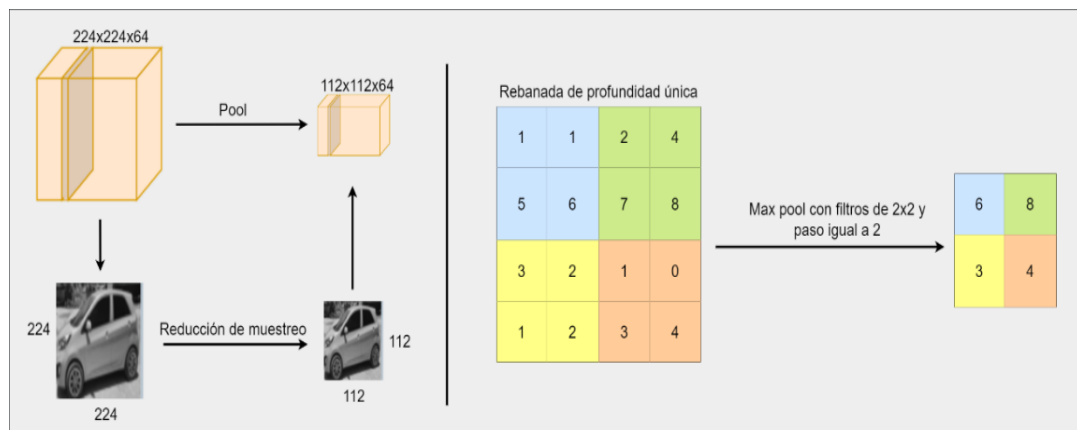 224x224x64
Pool
112x112x64
224
224
Reducción de muestreo
112
112
Rebanada de profundidad única
1 1 2 4
5 6 7 8
3 2 1 0
1 2 3 4
Max pool con filtros de 2x2 y
paso igual a 2
6 8
3 4